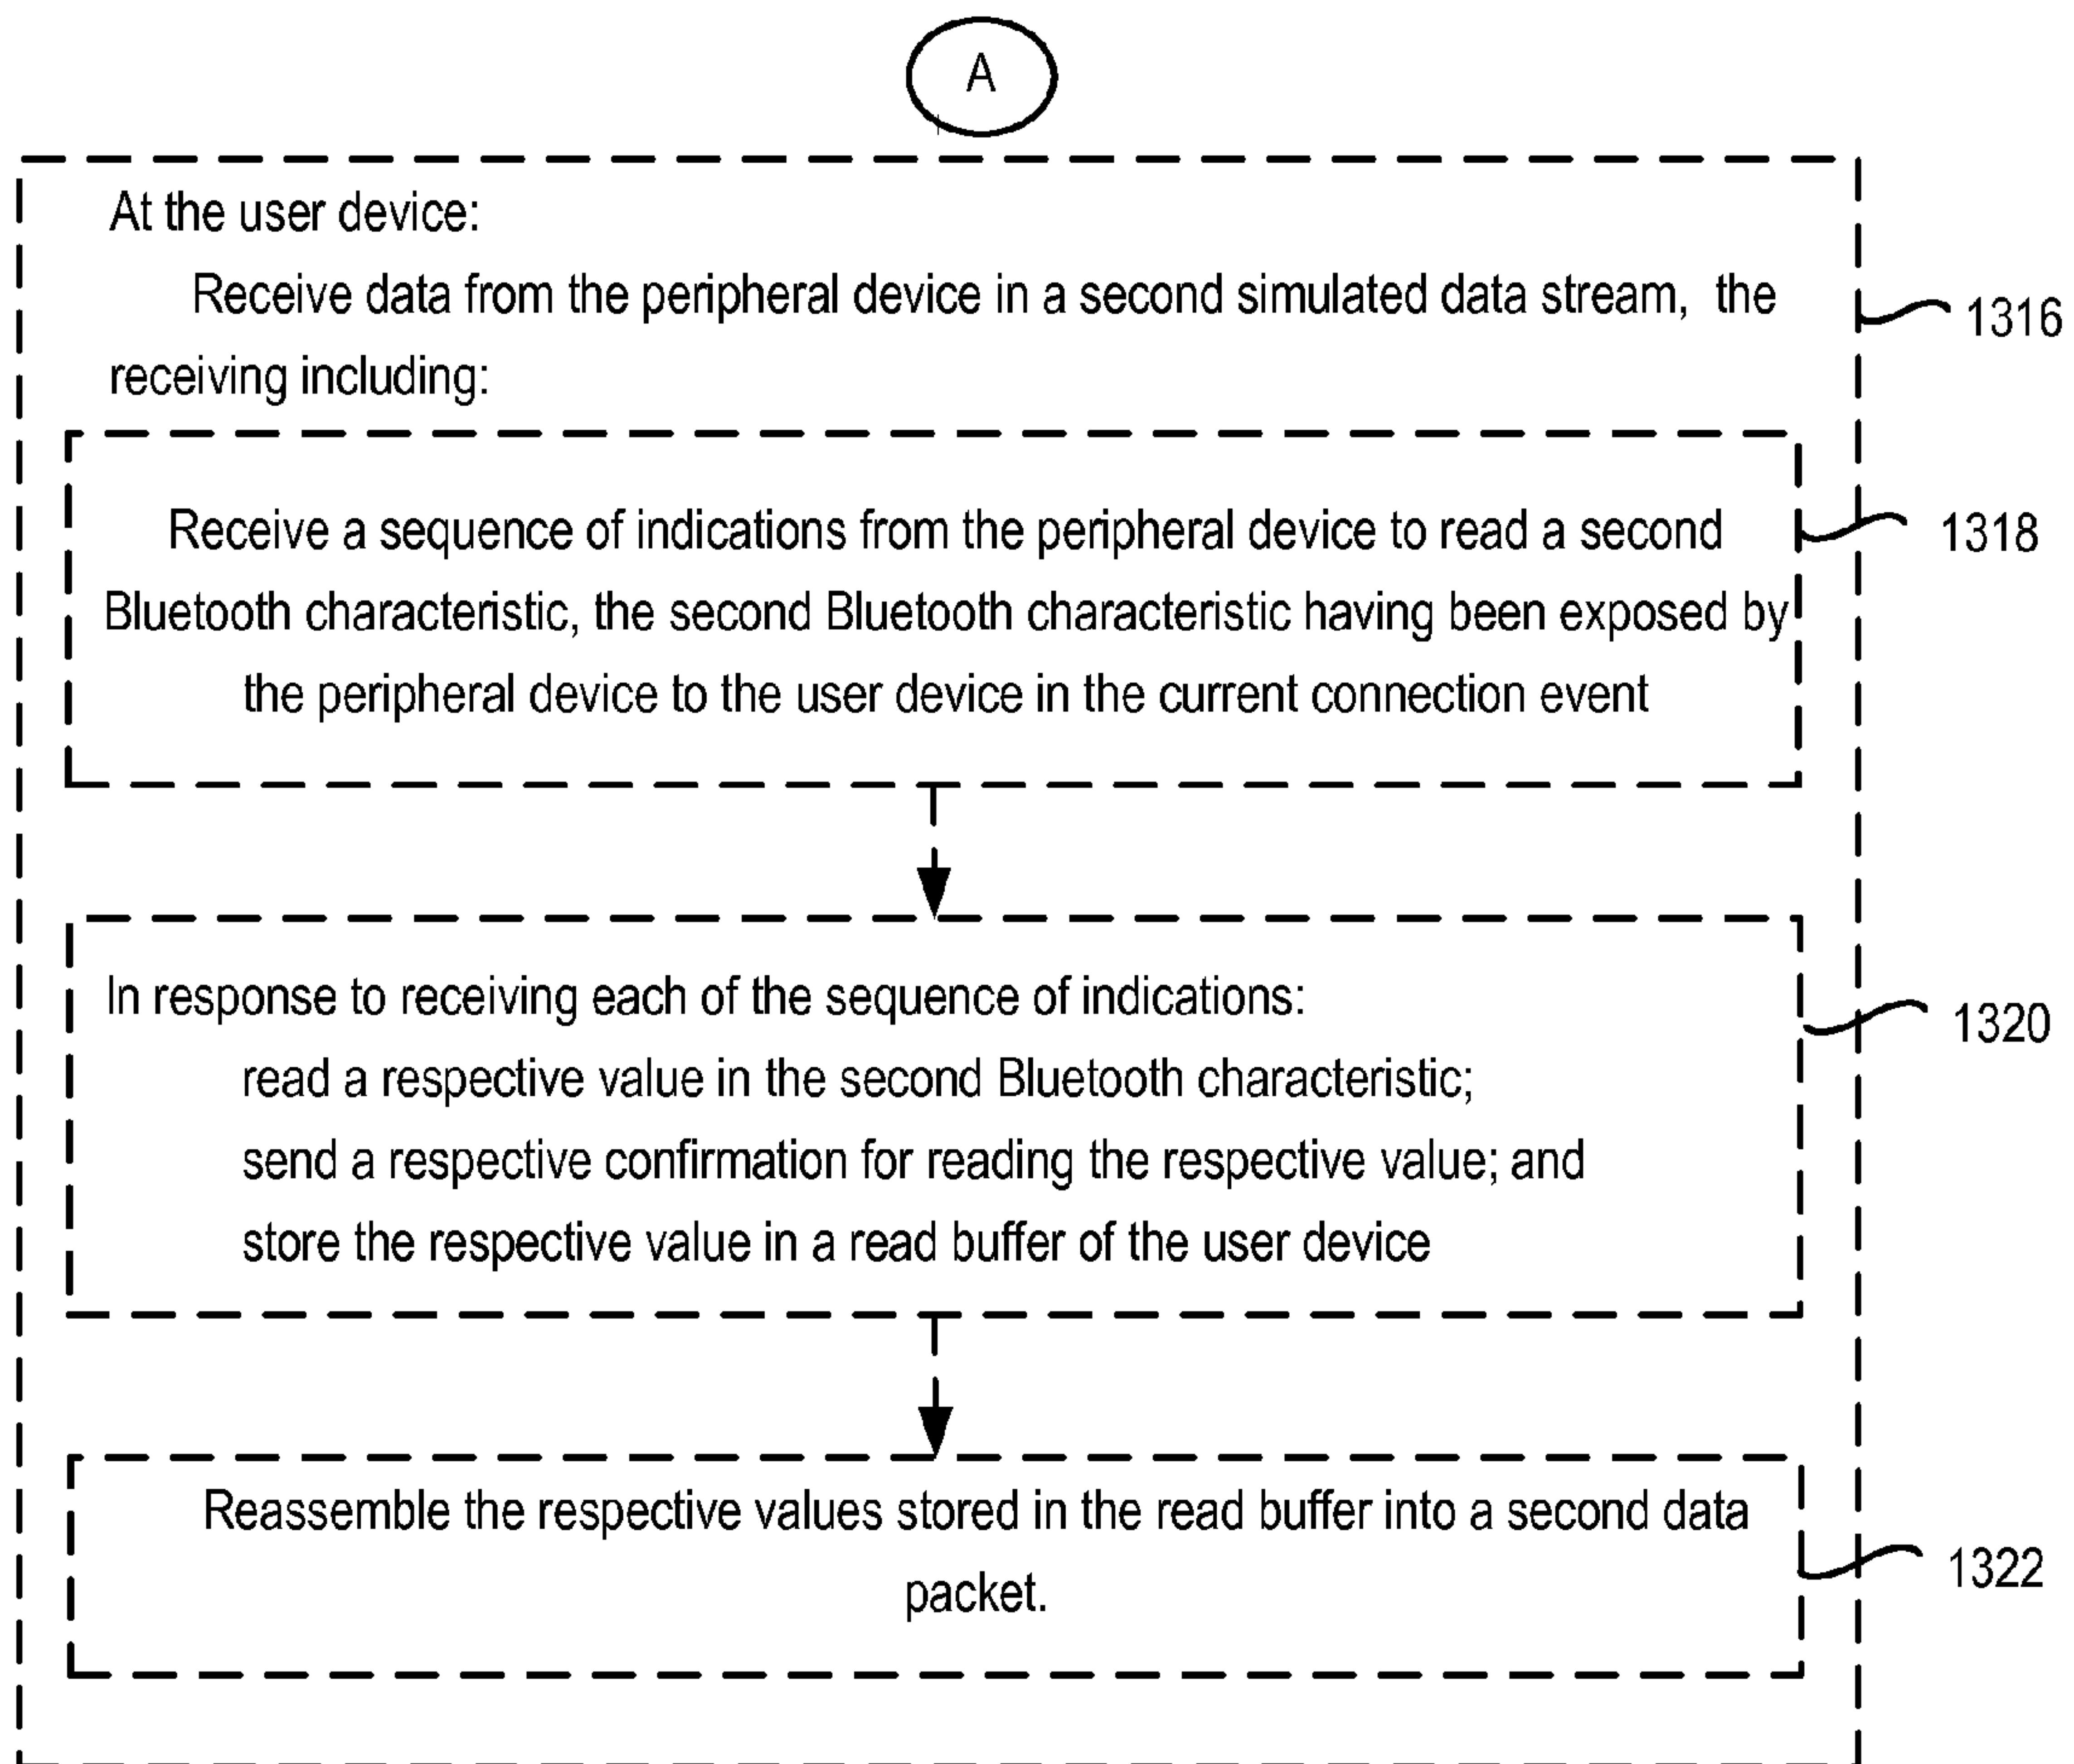 A
At the user device:
Receive data from the peripheral device in a second simulated data stream, the
receiving including:
1316
Receive a sequence of indications from the peripheral device to read a second
Bluetooth characteristic, the second Bluetooth characteristic having been exposed by
the peripheral device to the user device in the current connection event
1318
In response to receiving each of the sequence of indications:
read a respective value in the second Bluetooth characteristic;
send a respective confirmation for reading the respective value; and
store the respective value in a read buffer of the user device
1320
Reassemble the respective values stored in the read buffer into a second data
packet.
1322